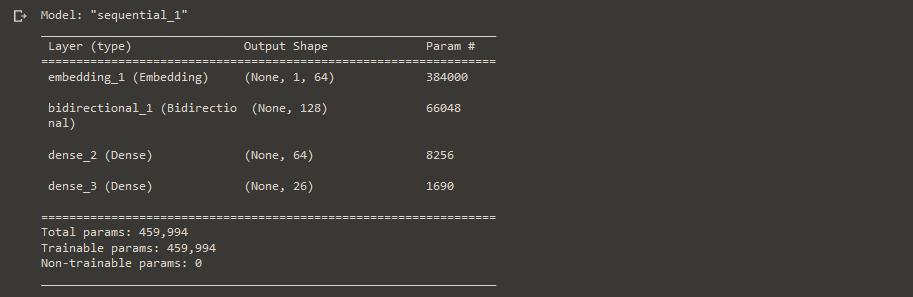 Model: "sequential_1"
Layer (type) Output Shape Param #
=================================================================
embedding_1 (Embedding) (None, 1, 64) 384000
bidirectional_1 (Bidirectio (None, 128) 66048
nal)
dense_2 (Dense) (None, 64) 8256
dense_3 (Dense) (None, 26) 1690
=================================================================
Total params: 459,994
Trainable params: 459,994
Non-trainable params: 0